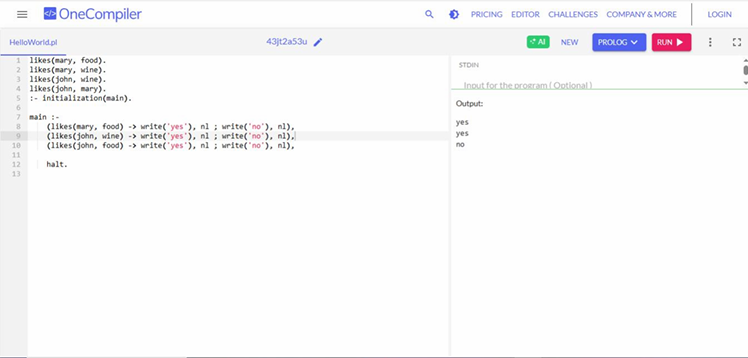 OneCompiler
PRICING EDITOR CHALLENGES COMPANY & MORE LOGIN
HelloWorld.pl 43jt2a53u AI NEW PROLOG RUN
1 likes(mary, food).
2 likes(mary, wine).
3 likes(john, wine).
4 likes(john, mary).
5 :- initialization(main).
6
7 main :-
8 (likes(mary, food) -> write('yes'), nl ; write('no'), nl),
9 (likes(john, wine) -> write('yes'), nl ; write('no'), nl),
10 (likes(john, food) -> write('yes'), nl ; write('no'), nl),
11
12 halt.
13
STDIN
Input for the program ( Optional )
Output:
yes
yes
no